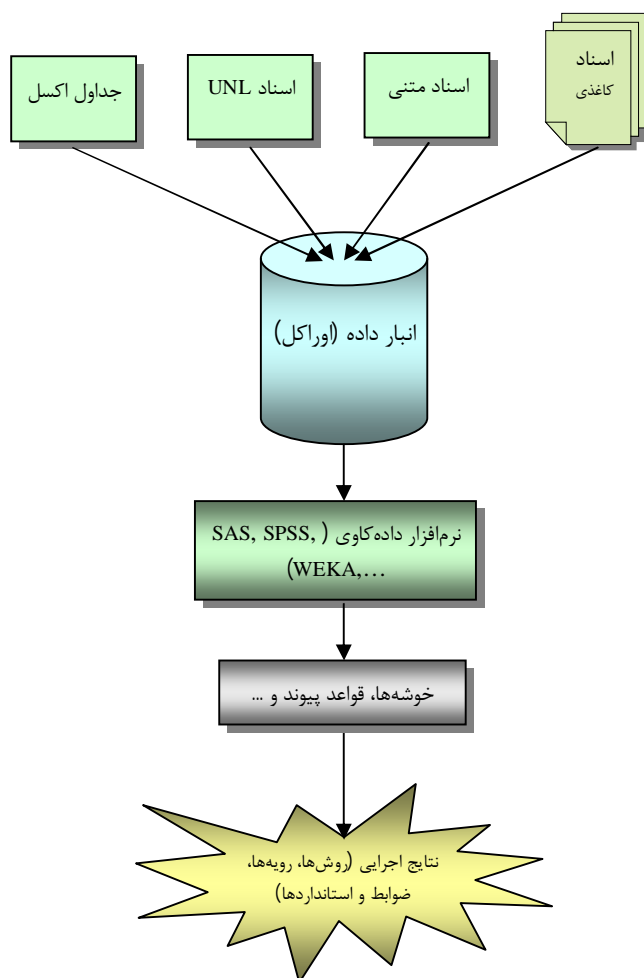 اسناد
کاغذی
اسناد متنی
اسناد UNL
جداول اکسل
انبار داده (اوراکل)
نرم‌افزار داده‌کاوی ( SAS, SPSS,
WEKA,…)
خوشه‌ها، قواعد پیوند و ...
نتایج اجرایی (روش‌ها، رویه‌ها،
ضوابط و استانداردها)